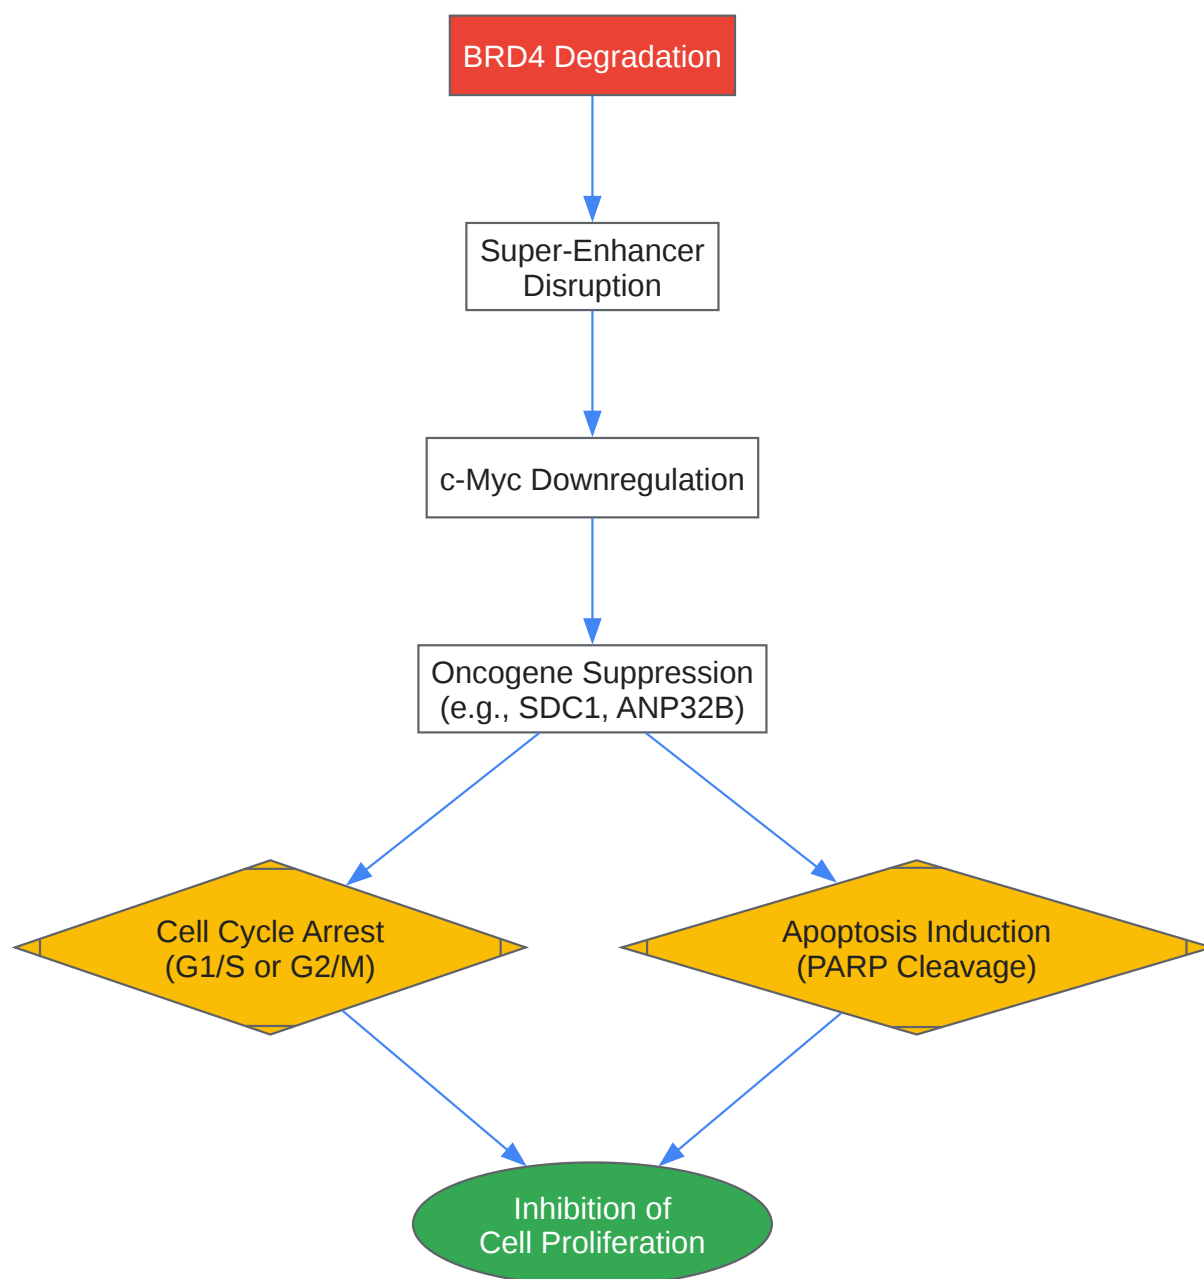 BRD4 Degradation
Super-Enhancer
Disruption
c-Myc Downregulation
Oncogene Suppression
(e.g., SDC1, ANP32B)
Cell Cycle Arrest
(G1/S or G2/M)
Apoptosis Induction
(PARP Cleavage)
Inhibition of
Cell Proliferation